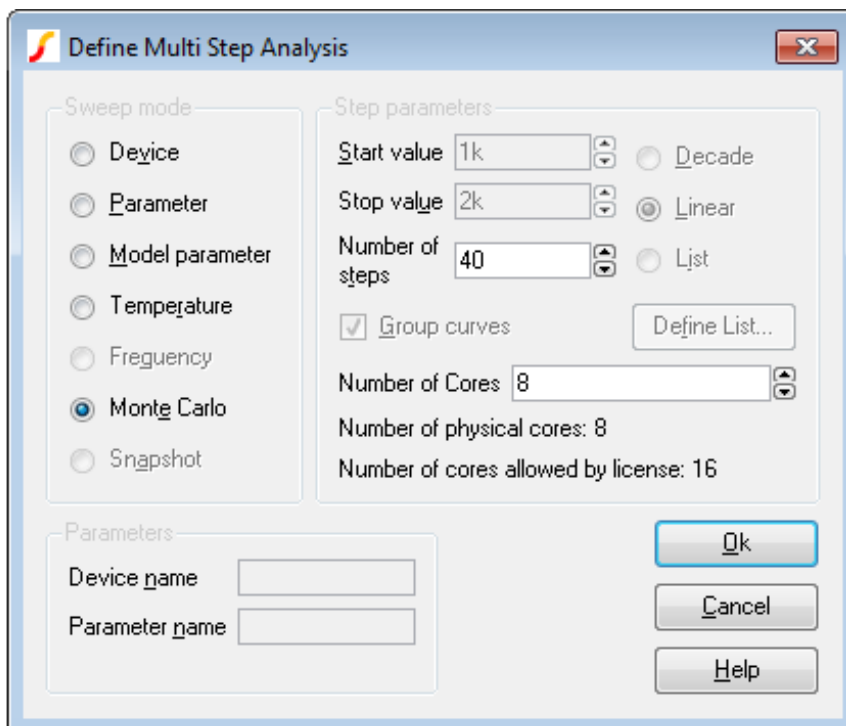 Define Multi Step Analysis
Sweep mode
Device
Parameter
Model parameter
Temperature
Freguency
Monte Carlo
Snapshot
Step parameters
Start value 1k
Decade
Stop value 2k
Linear
Number of
steps
40
List
Group curves
Define List...
Number of Cores 8
Number of physical cores: 8
Number of cores allowed by license: 16
Parameters
Device name
Parameter name
Ok
Cancel
Help